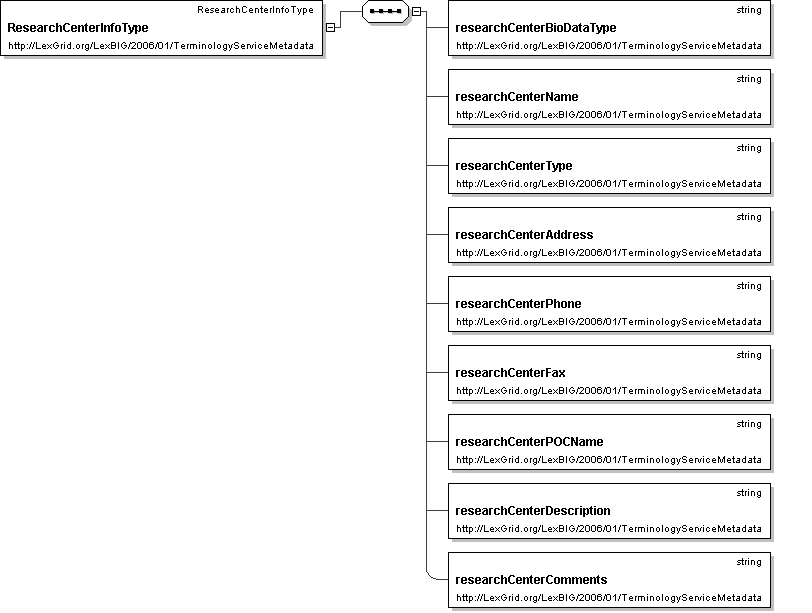 ResearchCenterInfoType
ResearchCenterInfoType
http://LexGrid.org/LexBIG/2006/01/TerminologyServiceMetadata
string
researchCenterBioDataType
http://LexGrid.org/LexBIG/2006/01/TerminologyServiceMetadata
string
researchCenterName
http://LexGrid.org/LexBIG/2006/01/TerminologyServiceMetadata
string
researchCenterType
http://LexGrid.org/LexBIG/2006/01/TerminologyServiceMetadata
string
researchCenterAddress
http://LexGrid.org/LexBIG/2006/01/TerminologyServiceMetadata
string
researchCenterPhone
http://LexGrid.org/LexBIG/2006/01/TerminologyServiceMetadata
string
researchCenterFax
http://LexGrid.org/LexBIG/2006/01/TerminologyServiceMetadata
string
researchCenterPOCName
http://LexGrid.org/LexBIG/2006/01/TerminologyServiceMetadata
string
researchCenterDescription
http://LexGrid.org/LexBIG/2006/01/TerminologyServiceMetadata
string
researchCenterComments
http://LexGrid.org/LexBIG/2006/01/TerminologyServiceMetadata